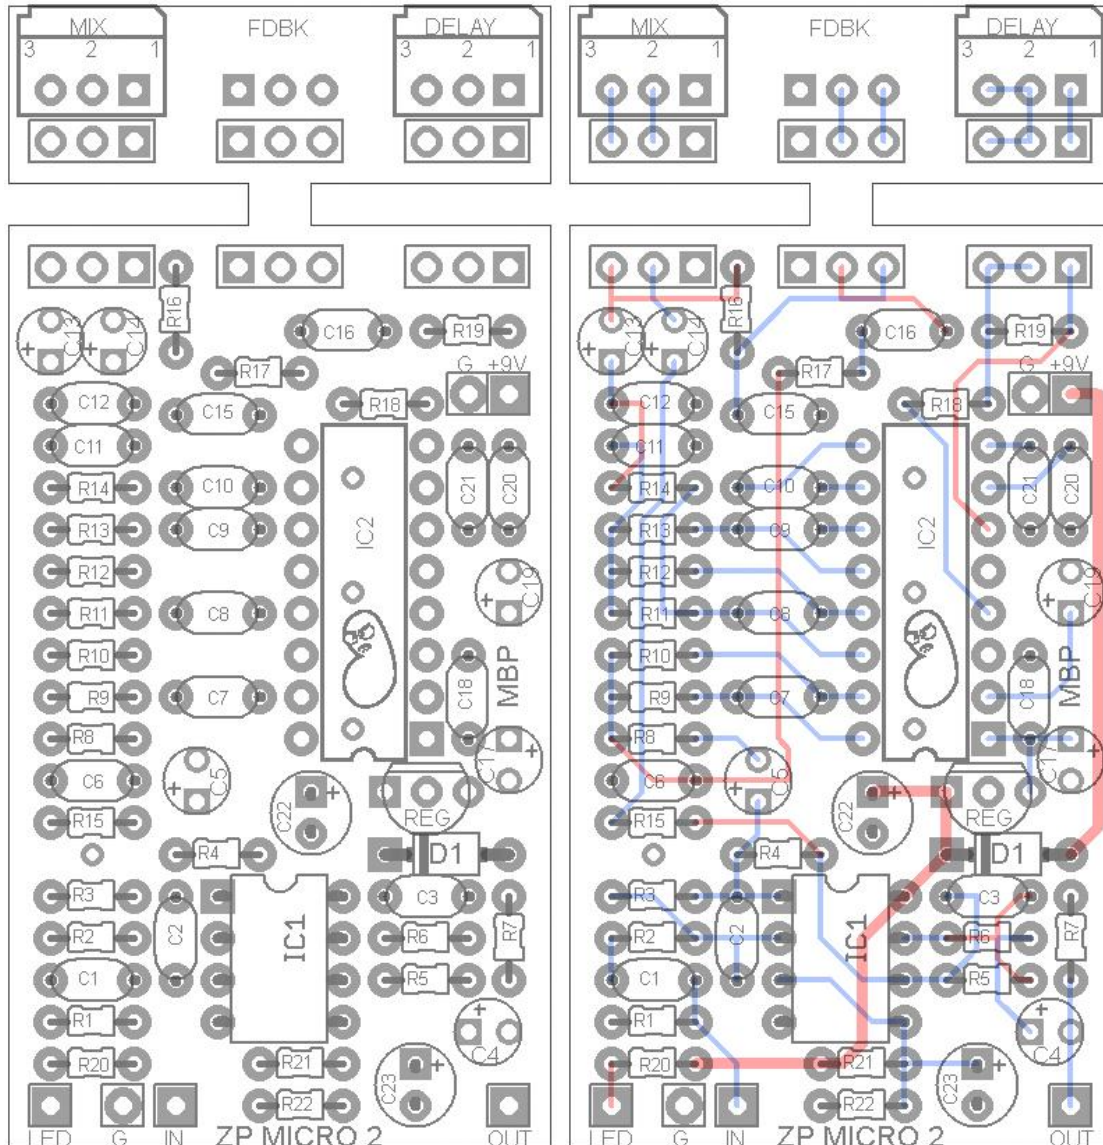 MIX FDBK DELAY MIX FDBK DELAY
3 2 1 3 2 1 3 2 1 3 2 1
R16 R16
C13 C14 C16 R19 C13 C14 C16 R19
R17 G +9V R17 G +9V
C12 C15 R18 C12 C15 R18
C11 C11
R14 C10 C21 C20 R14 C10 C21 C20
R13 C9 IC2 R13 C9 IC2
R12 C19 R12 C19
R11 C8 R11 C8
R10 MBP R10 MBP
R9 C7 C18 R9 C7 C18
R8 C17 R8 C17
C6 C5 C6 C5
R15 C22 REG R15 C22 REG
R4 D1 R4 D1
R3 C3 R3 C3
R2 C2 IC1 R6 R7 R2 C2 IC1 R6 R7
C1 R5 C1 R5
R1 C4 R1 C4
R20 R21 C23 R20 R21 C23
R22 R22
LED G IN ZP MICRO 2 OUT LED G IN ZP MICRO 2 OUT